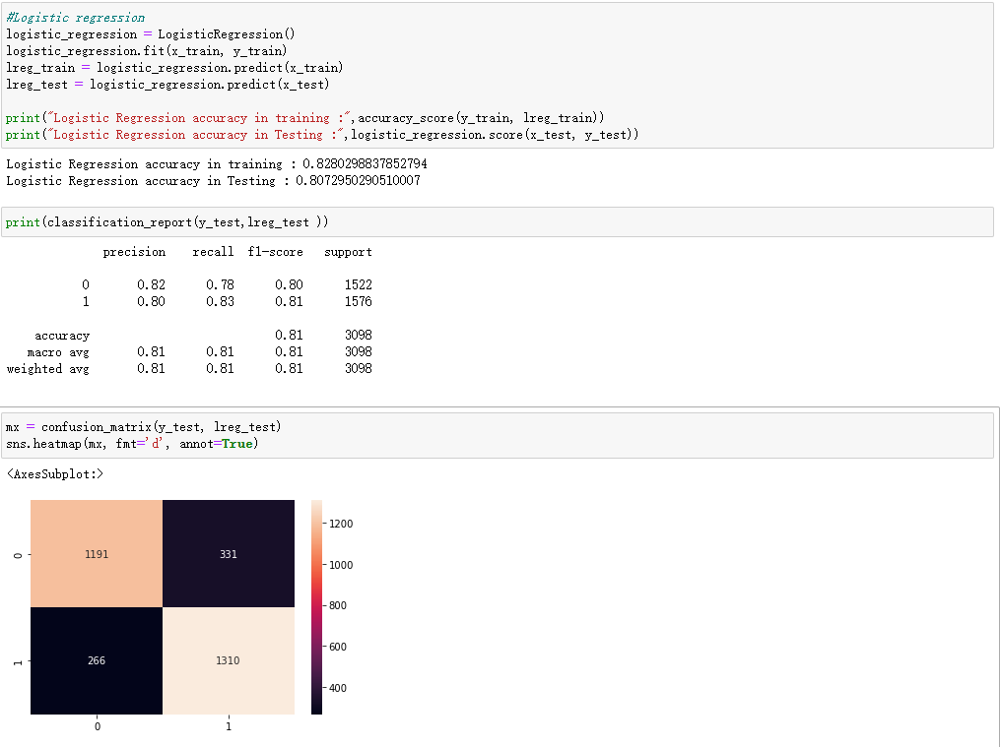 #Logistic regression
logistic_regression = LogisticRegression()
logistic_regression.fit(x_train, y_train)
lreg_train = logistic_regression.predict(x_train)
lreg_test = logistic_regression.predict(x_test)
print("Logistic Regression accuracy in training :",accuracy_score(y_train, lreg_train))
print("Logistic Regression accuracy in Testing :",logistic_regression.score(x_test, y_test))
Logistic Regression accuracy in training : 0.8280298837852794
Logistic Regression accuracy in Testing : 0.8072950290510007
print(classification_report(y_test,lreg_test ))
precision recall f1-score support
0 0.82 0.78 0.80 1522
1 0.80 0.83 0.81 1576
accuracy 0.81 3098
macro avg 0.81 0.81 0.81 3098
weighted avg 0.81 0.81 0.81 3098
mx = confusion_matrix(y_test, lreg_test)
sns.heatmap(mx, fmt='d', annot=True)
<AxesSubplot:>
0 1191 331
1 266 1310
0 1
1200
1000
800
600
400